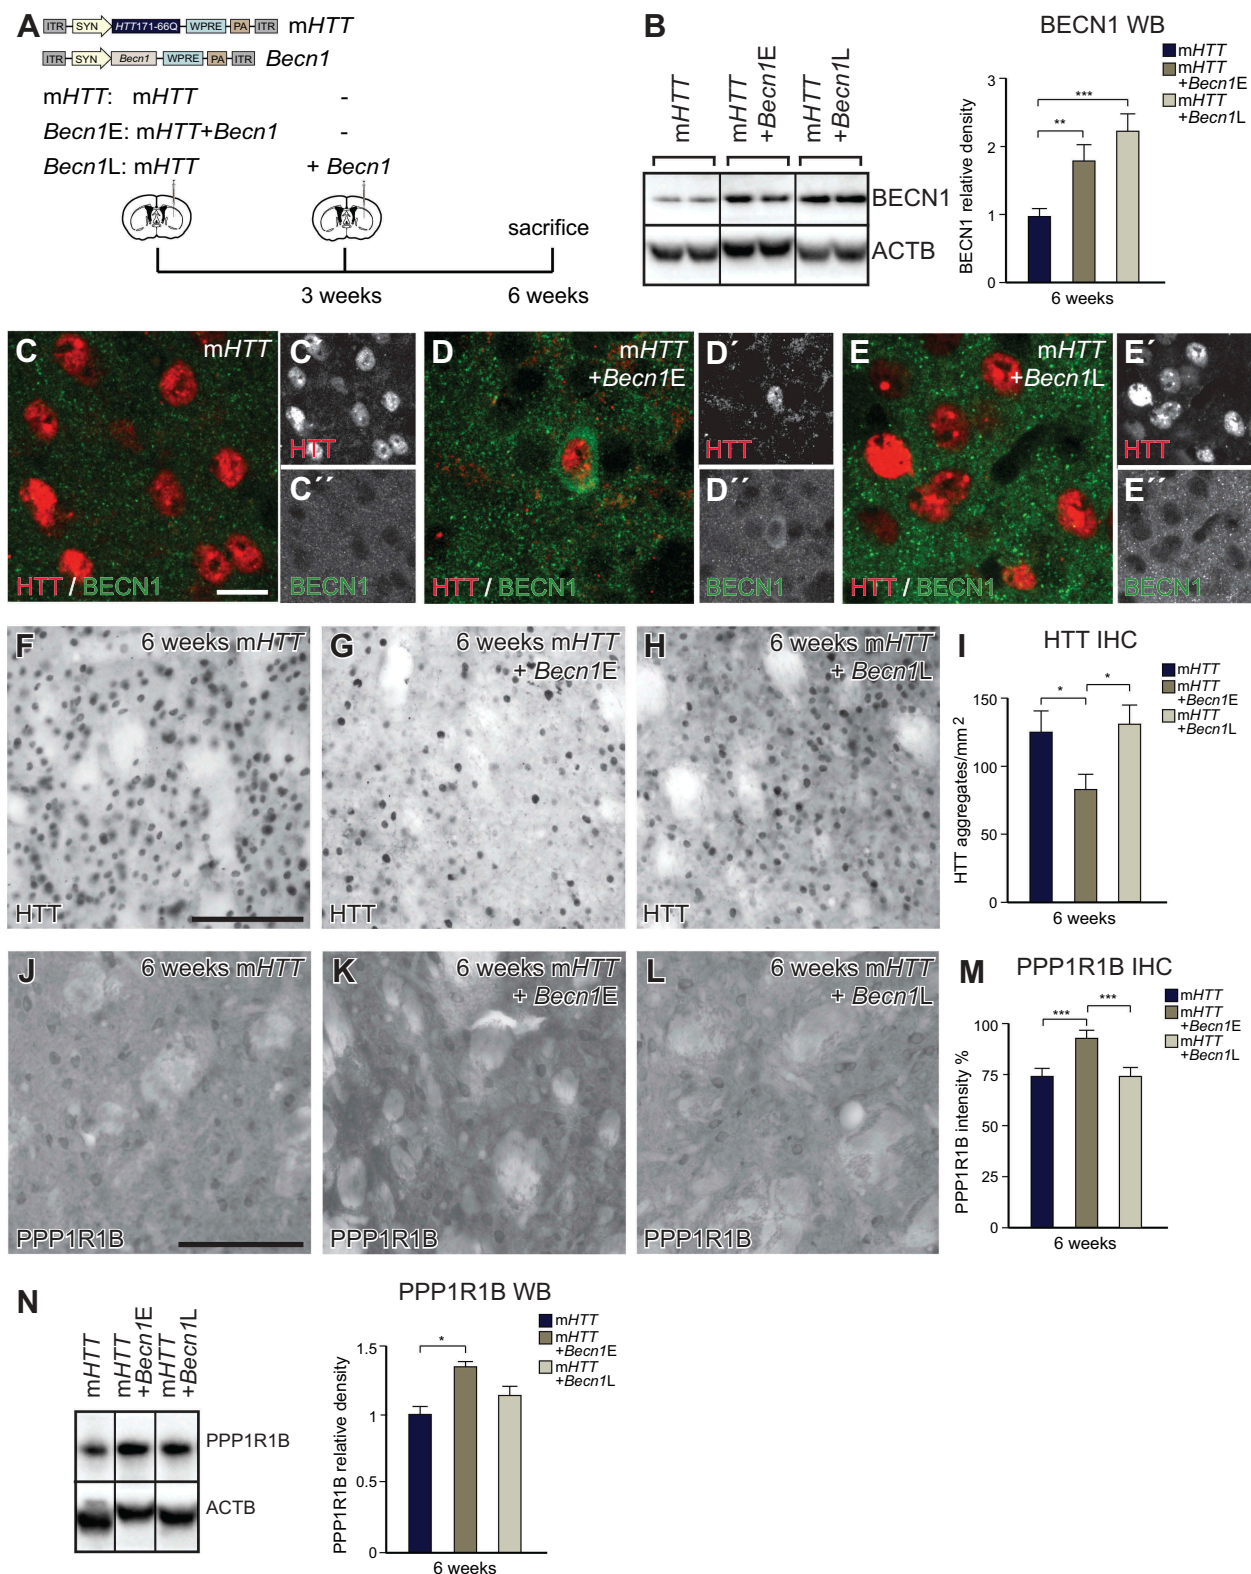 A
ITR SYN HTT171-66Q WPRE PA ITR mHTT
ITR SYN Becn1 WPRE PA ITR Becn1
mHTT: mHTT -
Becn1E: mHTT+Becn1 -
Becn1L: mHTT + Becn1
sacrifice
3 weeks 6 weeks
B
mHTT
mHTT
+Becn1E
mHTT
+Becn1L
BECN1
ACTB
BECN1 WB
mHTT
mHTT
+Becn1E
mHTT
+Becn1L
BECN1 relative density
3
2
1
0
**
***
6 weeks
C
mHTT
HTT / BECN1
C´
HTT
C´´
BECN1
D
mHTT
+Becn1E
HTT / BECN1
D´
HTT
D´´
BECN1
E
mHTT
+Becn1L
HTT / BECN1
E´
HTT
E´´
BECN1
F
6 weeks mHTT
HTT
G
6 weeks mHTT
+ Becn1E
HTT
H
6 weeks mHTT
+ Becn1L
HTT
I
HTT IHC
mHTT
mHTT
+Becn1E
mHTT
+Becn1L
HTT aggregates/mm2
150
100
50
0
*
*
6 weeks
J
6 weeks mHTT
PPP1R1B
K
6 weeks mHTT
+ Becn1E
PPP1R1B
L
6 weeks mHTT
+ Becn1L
PPP1R1B
M
PPP1R1B IHC
mHTT
mHTT
+Becn1E
mHTT
+Becn1L
PPP1R1B intensity %
100
75
50
25
0
***
***
6 weeks
N
mHTT
mHTT
+Becn1E
mHTT
+Becn1L
PPP1R1B
ACTB
PPP1R1B WB
mHTT
mHTT
+Becn1E
mHTT
+Becn1L
PPP1R1B relative density
1.5
1
0.5
0
*
6 weeks